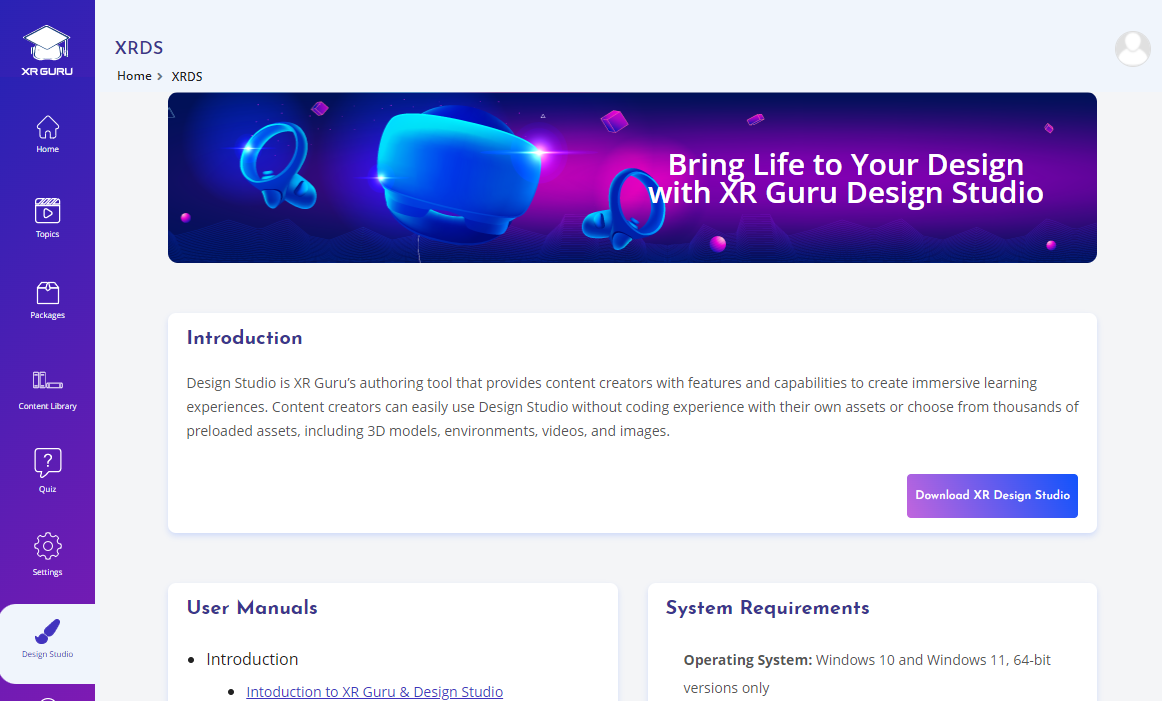 XR GURU
Home
Topics
Packages
Content Library
Quiz
Settings
Design Studio
XRDS
Home > XRDS
Bring Life to Your Design
with XR Guru Design Studio
Introduction
Design Studio is XR Guru’s authoring tool that provides content creators with features and capabilities to create immersive learning
experiences. Content creators can easily use Design Studio without coding experience with their own assets or choose from thousands of
preloaded assets, including 3D models, environments, videos, and images.
Download XR Design Studio
User Manuals
• Introduction
• Intoduction to XR Guru & Design Studio
System Requirements
Operating System: Windows 10 and Windows 11, 64-bit
versions only